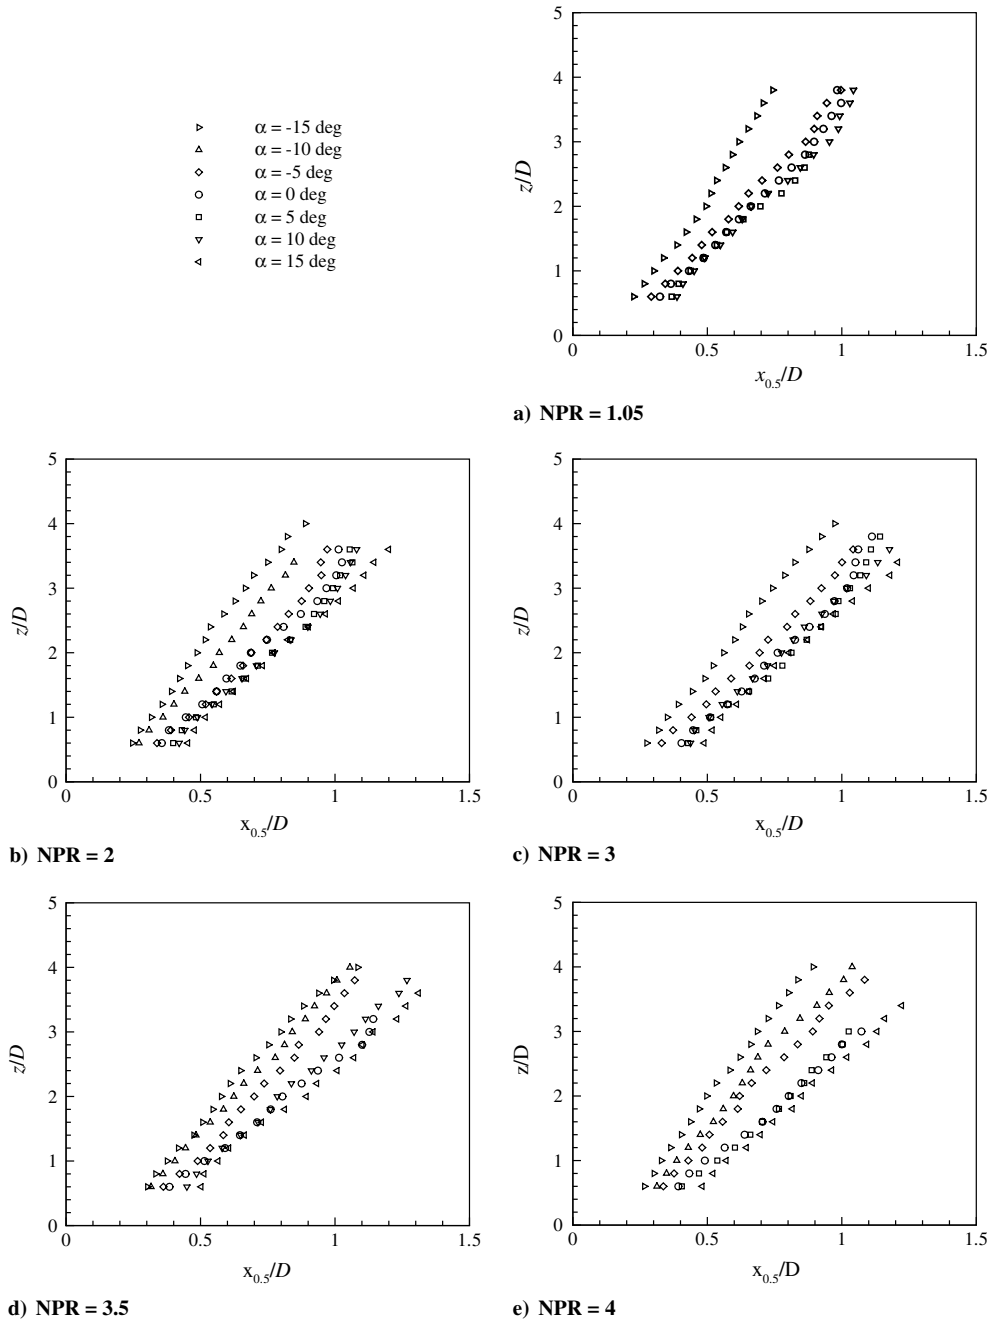 α = -15 deg
α = -10 deg
α = -5 deg
α = 0 deg
α = 5 deg
α = 10 deg
α = 15 deg
5
4
3
2
1
0
z/D
0 0.5 1 1.5
x0.5/D
a) NPR = 1.05
5
4
3
2
1
0
z/D
0 0.5 1 1.5
x0.5/D
b) NPR = 2
5
4
3
2
1
0
z/D
0 0.5 1 1.5
x0.5/D
c) NPR = 3
5
4
3
2
1
0
z/D
0 0.5 1 1.5
x0.5/D
d) NPR = 3.5
5
4
3
2
1
0
z/D
0 0.5 1 1.5
x0.5/D
e) NPR = 4